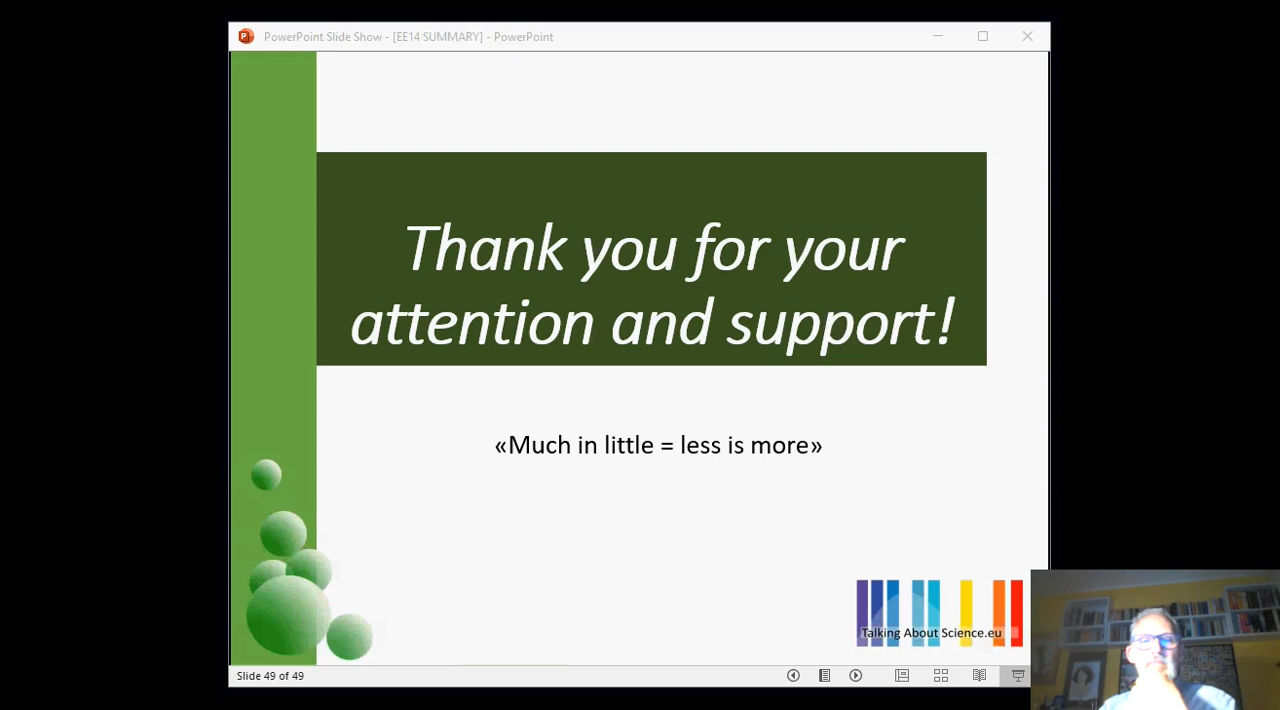 PowerPoint Slide Show - [EE14 SUMMARY] - PowerPoint
Thank you for your
attention and support!
«Much in little = less is more»
Talking About Science.eu
Slide 49 of 49